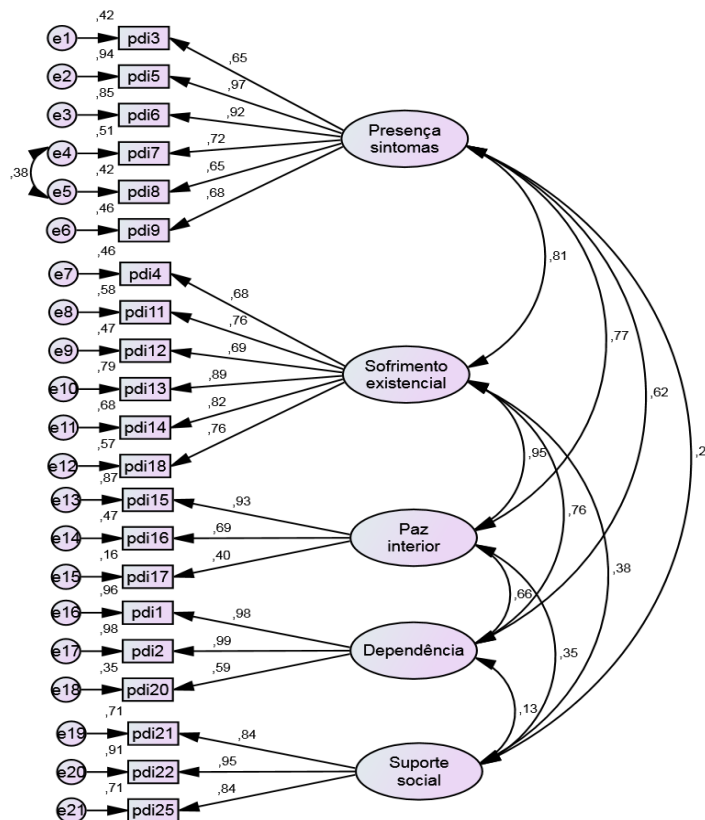 ,42
e1 pdi3
,65
,94
e2 pdi5
,97
,85
e3 pdi6
,92
,51
e4 pdi7
,72
,38
,42
e5 pdi8
,65
,46
e6 pdi9
,68
Presença
sintomas
,46
e7 pdi4
,68
,58
e8 pdi11
,76
,47
e9 pdi12
,69
,79
e10 pdi13
,89
,68
e11 pdi14
,82
,57
e12 pdi18
,76
Sofrimento
existencial
,87
e13 pdi15
,93
,47
e14 pdi16
,69
,16
e15 pdi17
,40
Paz
interior
,96
e16 pdi1
,98
,98
e17 pdi2
,99
,35
e18 pdi20
,59
Dependência
,71
e19 pdi21
,84
,91
e20 pdi22
,95
,71
e21 pdi25
,84
Suporte
social
,81
,77
,62
,2
,95
,76
,38
,66
,35
,13